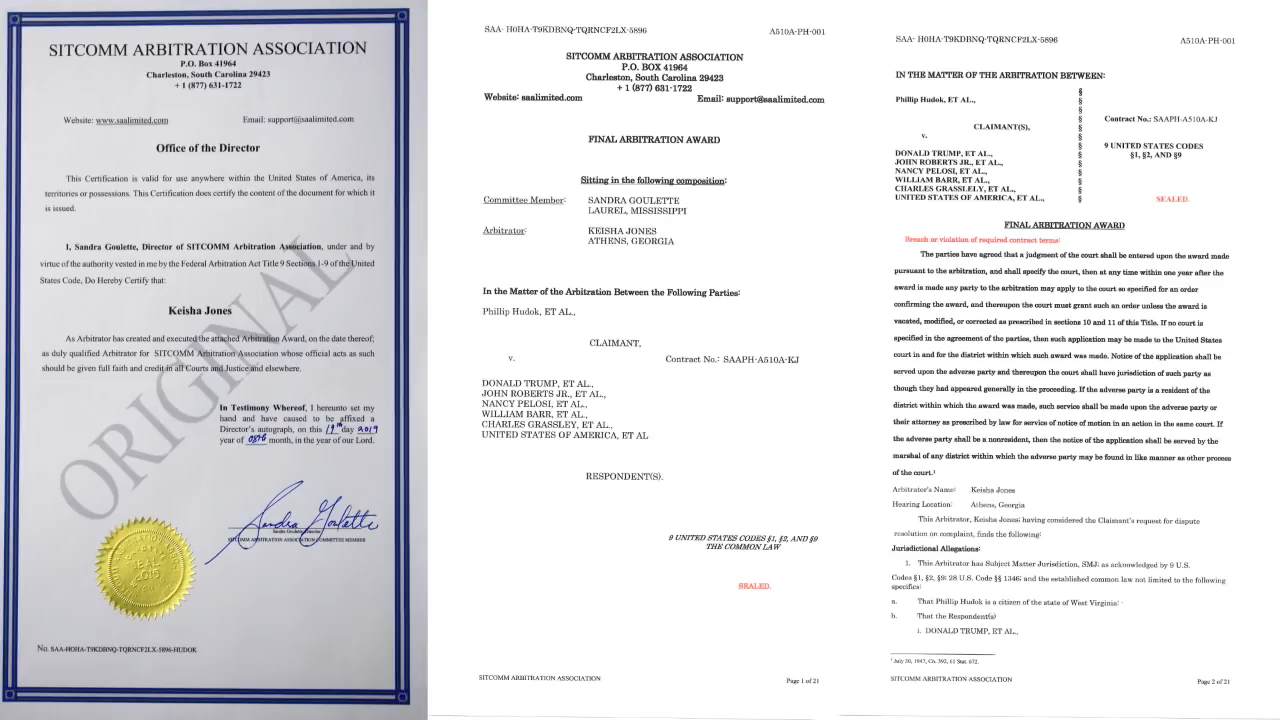 SITCOMM ARBITRATION ASSOCIATION
P.O. BOX 41964
Charleston, South Carolina 29423
+ 1 (877) 631-1722
Website: www.saalimited.com Email: support@saalimited.com
Office of the Director
This Certification is valid for use anywhere within the United States of America, its
territories or possessions. This Certification does certify the content of the document for which it
is issued.
I, Sandra Goulette, Director of SITCOMM Arbitration Association, under and by
virtue of the authority vested in me by the Federal Arbitration Act Title 9 Sections 1-9 of the United
States Code, Do Hereby Certify that:
Keisha Jones
As Arbitrator has created and executed the attached Arbitration Award, on the date thereof;
as duly qualified Arbitrator for SITCOMM Arbitration Association whose official acts as such
should be given full faith and credit in all Courts and Justice and elsewhere.
In Testimony Whereof, I hereunto set my
hand and have caused to be affixed a
Director's autograph, on this 19th day 2019
year of 08th month, in the year of our Lord.
ORIGINAL
Sandra Goulette
Sandra Goulette, Director
SITCOMM ARBITRATION ASSOCIATION COMMITTEE MEMBER
SEAL
2015
No. SAA-HOHA-T9KDBNQ-TQRNCF2LX-5896-HUDOK
SAA- H0HA-T9KDBNQ-TQRNCF2LX-5896 A510A-PH-001
SITCOMM ARBITRATION ASSOCIATION
P.O. BOX 41964
Charleston, South Carolina 29423
+ 1 (877) 631-1722
Website: saalimited.com Email: support@saalimited.com
FINAL ARBITRATION AWARD
Sitting in the following composition:
Committee Member: SANDRA GOULETTE
LAUREL, MISSISSIPPI
Arbitrator: KEISHA JONES
ATHENS, GEORGIA
In the Matter of the Arbitration Between the Following Parties:
Phillip Hudok, ET AL.,
CLAIMANT,
v. Contract No.: SAAPH-A510A-KJ
DONALD TRUMP, ET AL.,
JOHN ROBERTS JR., ET AL.,
NANCY PELOSI, ET AL.,
WILLIAM BARR, ET AL.,
CHARLES GRASSLEY, ET AL.,
UNITED STATES OF AMERICA, ET AL
RESPONDENT(S).
9 UNITED STATES CODES §1, §2, AND §9
THE COMMON LAW
SEALED.
SITCOMM ARBITRATION ASSOCIATION Page 1 of 21
SAA- H0HA-T9KDBNQ-TQRNCF2LX-5896 A510A-PH-001
IN THE MATTER OF THE ARBITRATION BETWEEN:
§
Phillip Hudok, ET AL., §
§
§ Contract No.: SAAPH-A510A-KJ
CLAIMANT(S), §
v. §
§ 9 UNITED STATES CODES
DONALD TRUMP, ET AL., § §1, §2, AND §9
JOHN ROBERTS JR., ET AL., §
NANCY PELOSI, ET AL., §
WILLIAM BARR, ET AL., §
CHARLES GRASSLELY, ET AL., §
UNITED STATES OF AMERICA, ET AL., § SEALED.
FINAL ARBITRATION AWARD
Breach or violation of required contract terms:
The parties have agreed that a judgment of the court shall be entered upon the award made
pursuant to the arbitration, and shall specify the court, then at any time within one year after the
award is made any party to the arbitration may apply to the court so specified for an order
confirming the award, and thereupon the court must grant such an order unless the award is
vacated, modified, or corrected as prescribed in sections 10 and 11 of this Title. If no court is
specified in the agreement of the parties, then such application may be made to the United States
court in and for the district within which such award was made. Notice of the application shall be
served upon the adverse party and thereupon the court shall have jurisdiction of such party as
though they had appeared generally in the proceeding. If the adverse party is a resident of the
district within which the award was made, such service shall be made upon the adverse party or
their attorney as prescribed by law for service of notice of motion in an action in the same court. If
the adverse party shall be a nonresident, then the notice of the application shall be served by the
marshal of any district within which the adverse party may be found in like manner as other process
of the court.¹
Arbitrator's Name: Keisha Jones
Hearing Location: Athens, Georgia
This Arbitrator, Keisha Jones; having considered the Claimant's request for dispute
resolution on complaint, finds the following:
Jurisdictional Allegations:
1. This Arbitrator has Subject Matter Jurisdiction, SMJ; as acknowledged by 9 U.S.
Codes §1, §2, §9; 28 U.S. Code §§ 1346; and the established common law not limited to the following
specifics:
a. That Phillip Hudok is a citizen of the state of West Virginia:
b. That the Respondent(s)
i. DONALD TRUMP, ET AL.,
¹ July 30, 1947, Ch. 392, 61 Stat. 672.
SITCOMM ARBITRATION ASSOCIATION Page 2 of 21